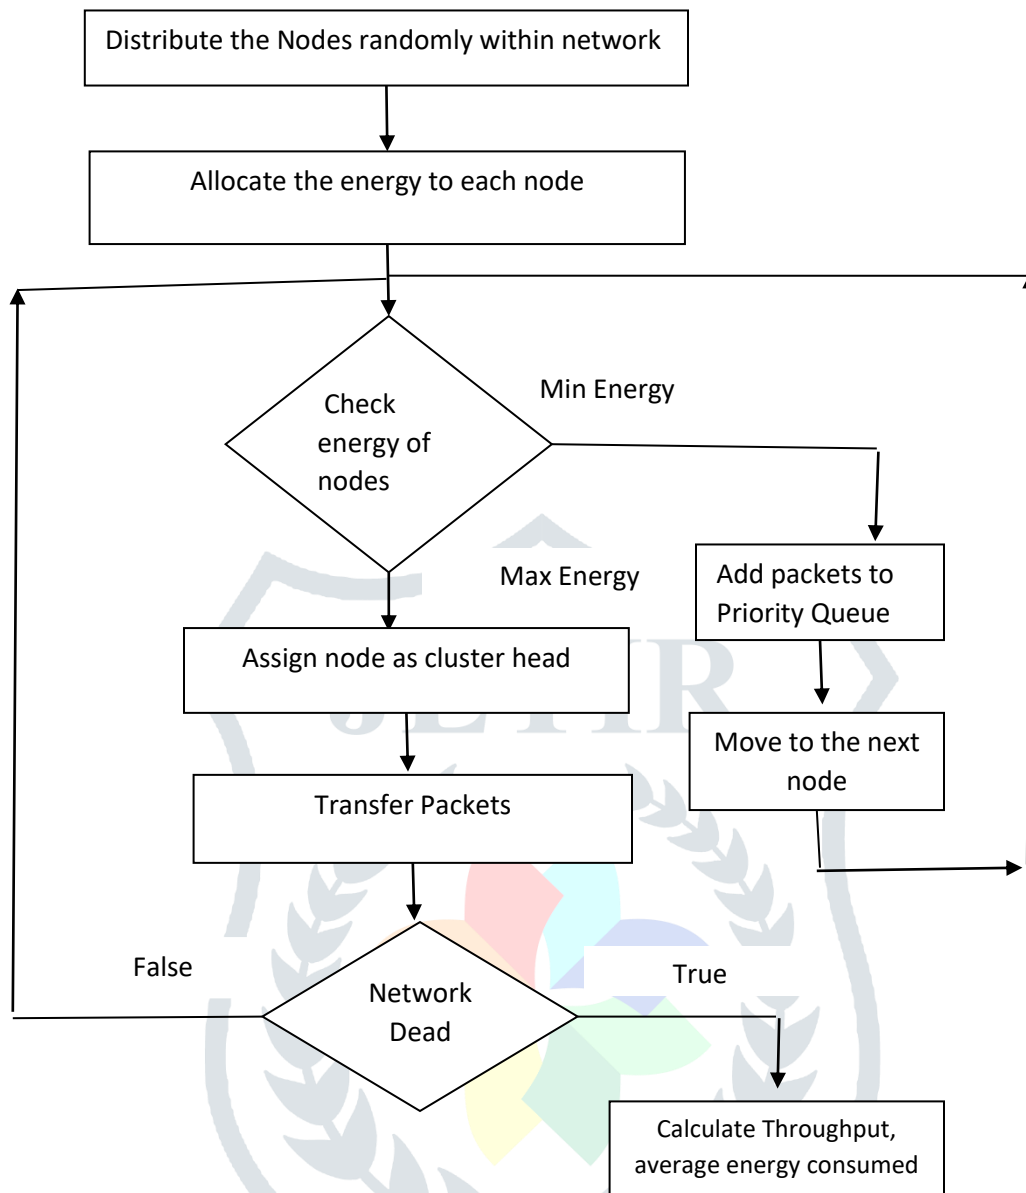 Distribute the Nodes randomly within network
Allocate the energy to each node
Check
energy of
nodes
Min Energy
Max Energy
Add packets to
Priority Queue
Assign node as cluster head
JETIR
Move to the next
node
Transfer Packets
False
True
Network
Dead
Calculate Throughput,
average energy consumed